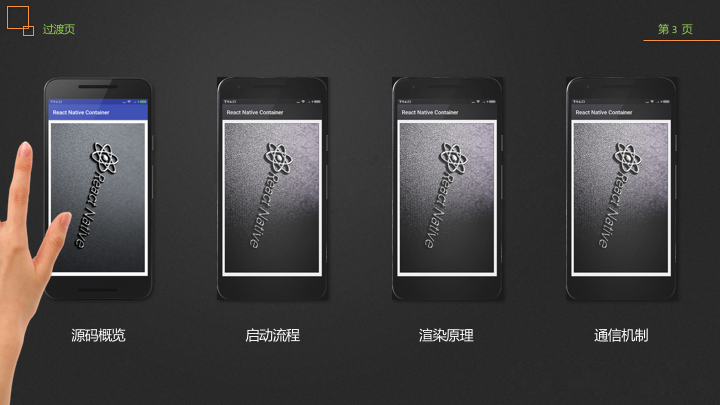 过渡页
第 3 页
React Native Container
React Native
源码概览
React Native Container
React Native
启动流程
React Native Container
React Native
渲染原理
React Native Container
React Native
通信机制